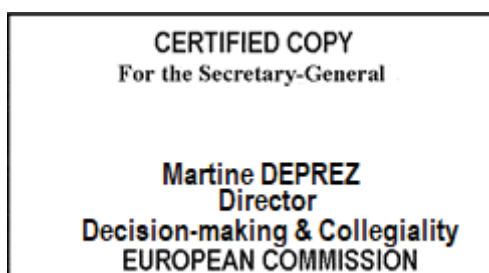 CERTIFIED COPY
For the Secretary-General
Martine DEPREZ
Director
Decision-making & Collegiality
EUROPEAN COMMISSION